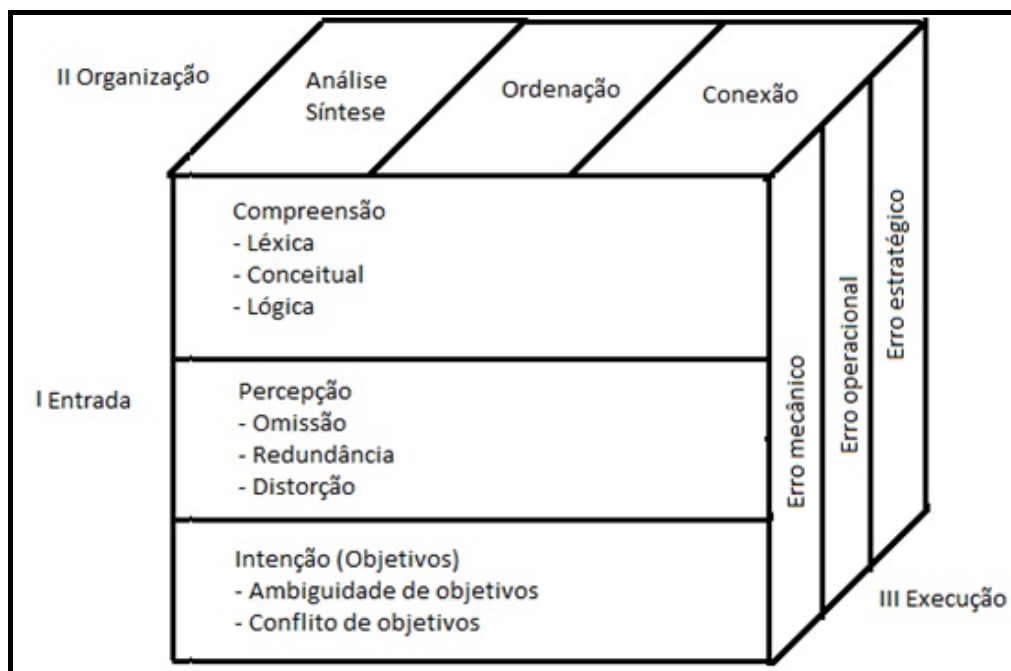 II Organização
Análise
Síntese
Ordenação
Conexão
Compreensão
- Léxica
- Conceitual
- Lógica
I Entrada
Percepção
- Omissão
- Redundância
- Distorção
Intenção (Objetivos)
- Ambiguidade de objetivos
- Conflito de objetivos
Erro mecânico
Erro operacional
Erro estratégico
III Execução